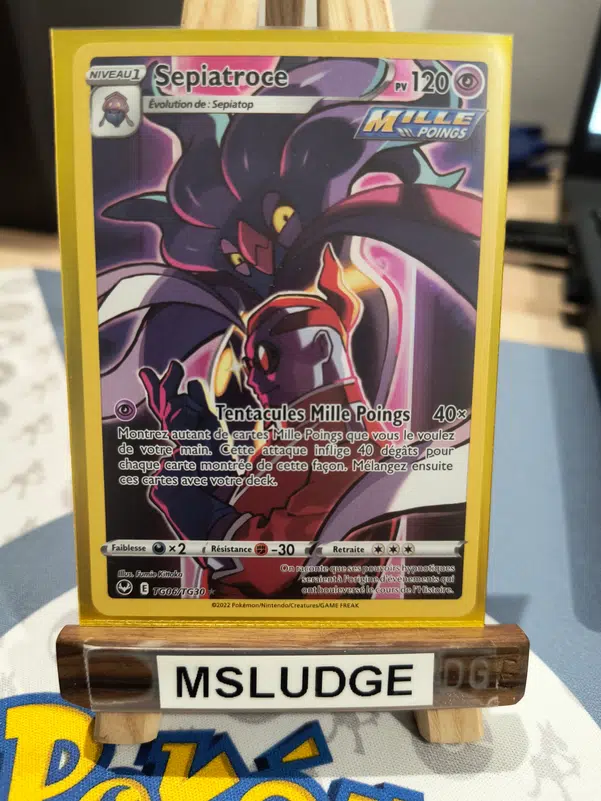 NIVEAU 1
Sepiatroce
PV 120
Évolution de : Sepiatop
MILLE
POINGS
Tentacules Mille Poings 40×
Montrez autant de cartes Mille Poings que vous le voulez
de votre main. Cette attaque inflige 40 dégâts pour
chaque carte montrée de cette façon. Mélangez ensuite
ces cartes avec votre deck.
Faiblesse ×2 Résistance -30 Retraite
Illus. Fumie Kittaka
On raconte que ses pouvoirs hypnotiques
seraient à l'origine d'événements qui
ont bouleversé le cours de l'Histoire.
E TG06/TG30
©2022 Pokémon/Nintendo/Creatures/GAME FREAK
MSLUDGE